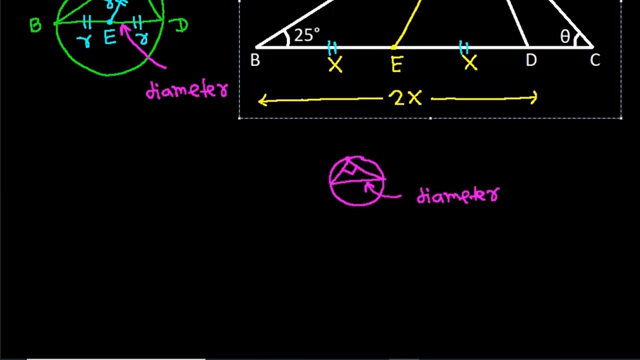 r
B r E r D
diameter
25° θ
B X E X D C
2X
diameter